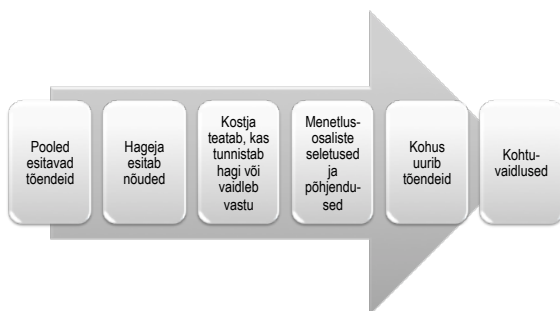 Pooled
esitavad
tõendeid
Hageja
esitab
nõuded
Kostja
teatab, kas
tunnistab
hagi või
vaidleb
vastu
Menetlus-
osaliste
seletused
ja
põhjendu-
sed
Kohus
uurib
tõendeid
Kohtu-
vaidlused